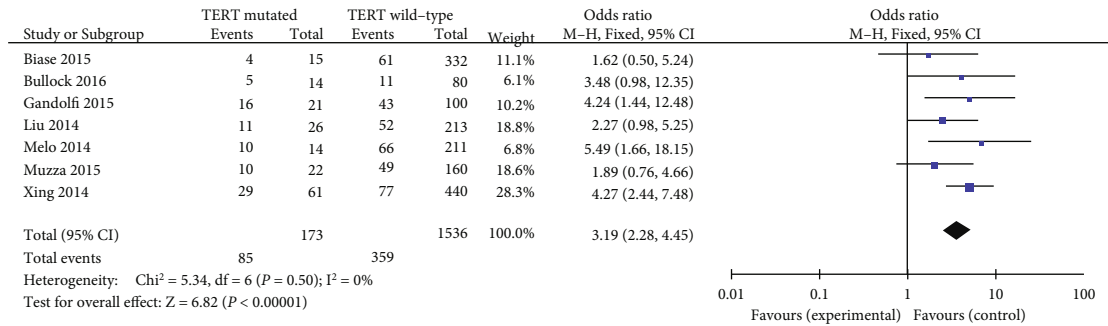 TERT mutated TERT wild–type Odds ratio Odds ratio
Study or Subgroup Events Total Events Total Weight M–H, Fixed, 95% CI M–H, Fixed, 95% CI
Biase 2015 4 15 61 332 11.1% 1.62 (0.50, 5.24)
Bullock 2016 5 14 11 80 6.1% 3.48 (0.98, 12.35)
Gandolfi 2015 16 21 43 100 10.2% 4.24 (1.44, 12.48)
Liu 2014 11 26 52 213 18.8% 2.27 (0.98, 5.25)
Melo 2014 10 14 66 211 6.8% 5.49 (1.66, 18.15)
Muzza 2015 10 22 49 160 18.6% 1.89 (0.76, 4.66)
Xing 2014 29 61 77 440 28.3% 4.27 (2.44, 7.48)
Total (95% CI) 173 1536 100.0% 3.19 (2.28, 4.45)
Total events 85 359
Heterogeneity: Chi² = 5.34, df = 6 (P = 0.50); I² = 0%
Test for overall effect: Z = 6.82 (P < 0.00001)
0.01 0.1 1 10 100
Favours (experimental) Favours (control)